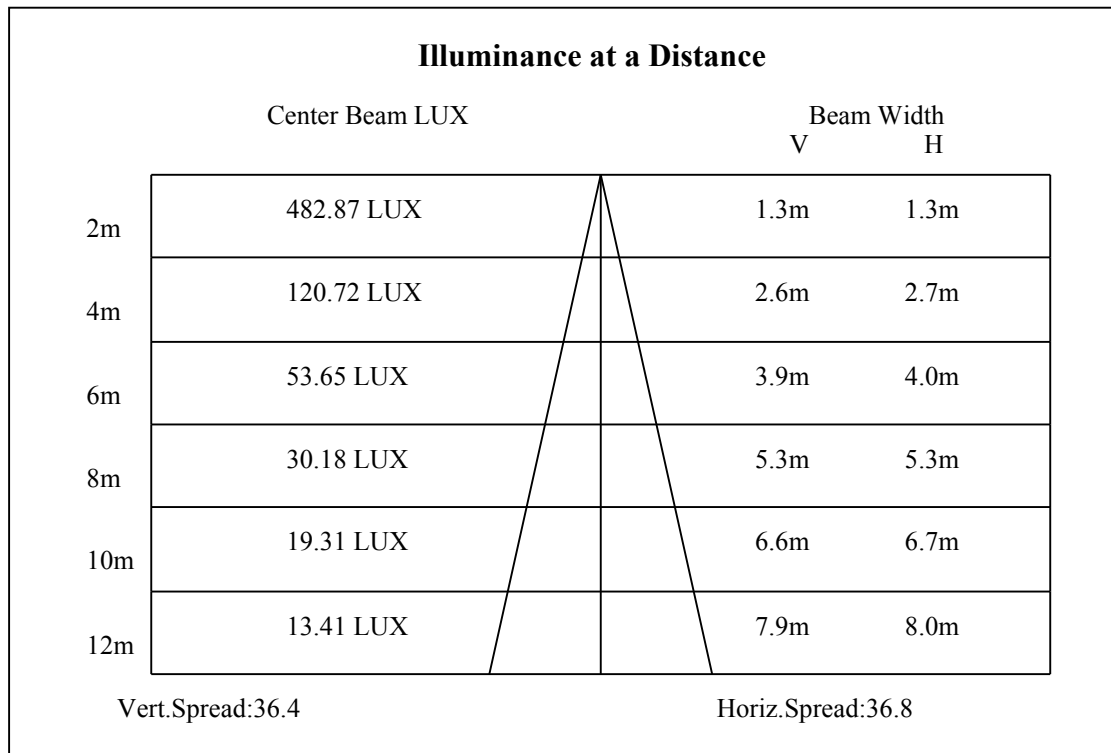 Illuminance at a Distance
Center Beam LUX Beam Width
V H
2m 482.87 LUX 1.3m 1.3m
4m 120.72 LUX 2.6m 2.7m
6m 53.65 LUX 3.9m 4.0m
8m 30.18 LUX 5.3m 5.3m
10m 19.31 LUX 6.6m 6.7m
12m 13.41 LUX 7.9m 8.0m
Vert.Spread:36.4 Horiz.Spread:36.8